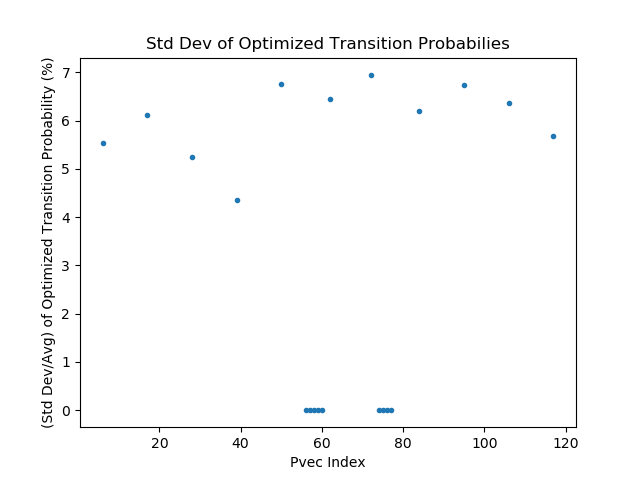 Std Dev of Optimized Transition Probabilies
(Std Dev/Avg) of Optimized Transition Probability (%)
7
6
5
4
3
2
1
0
20 40 60 80 100 120
Pvec Index